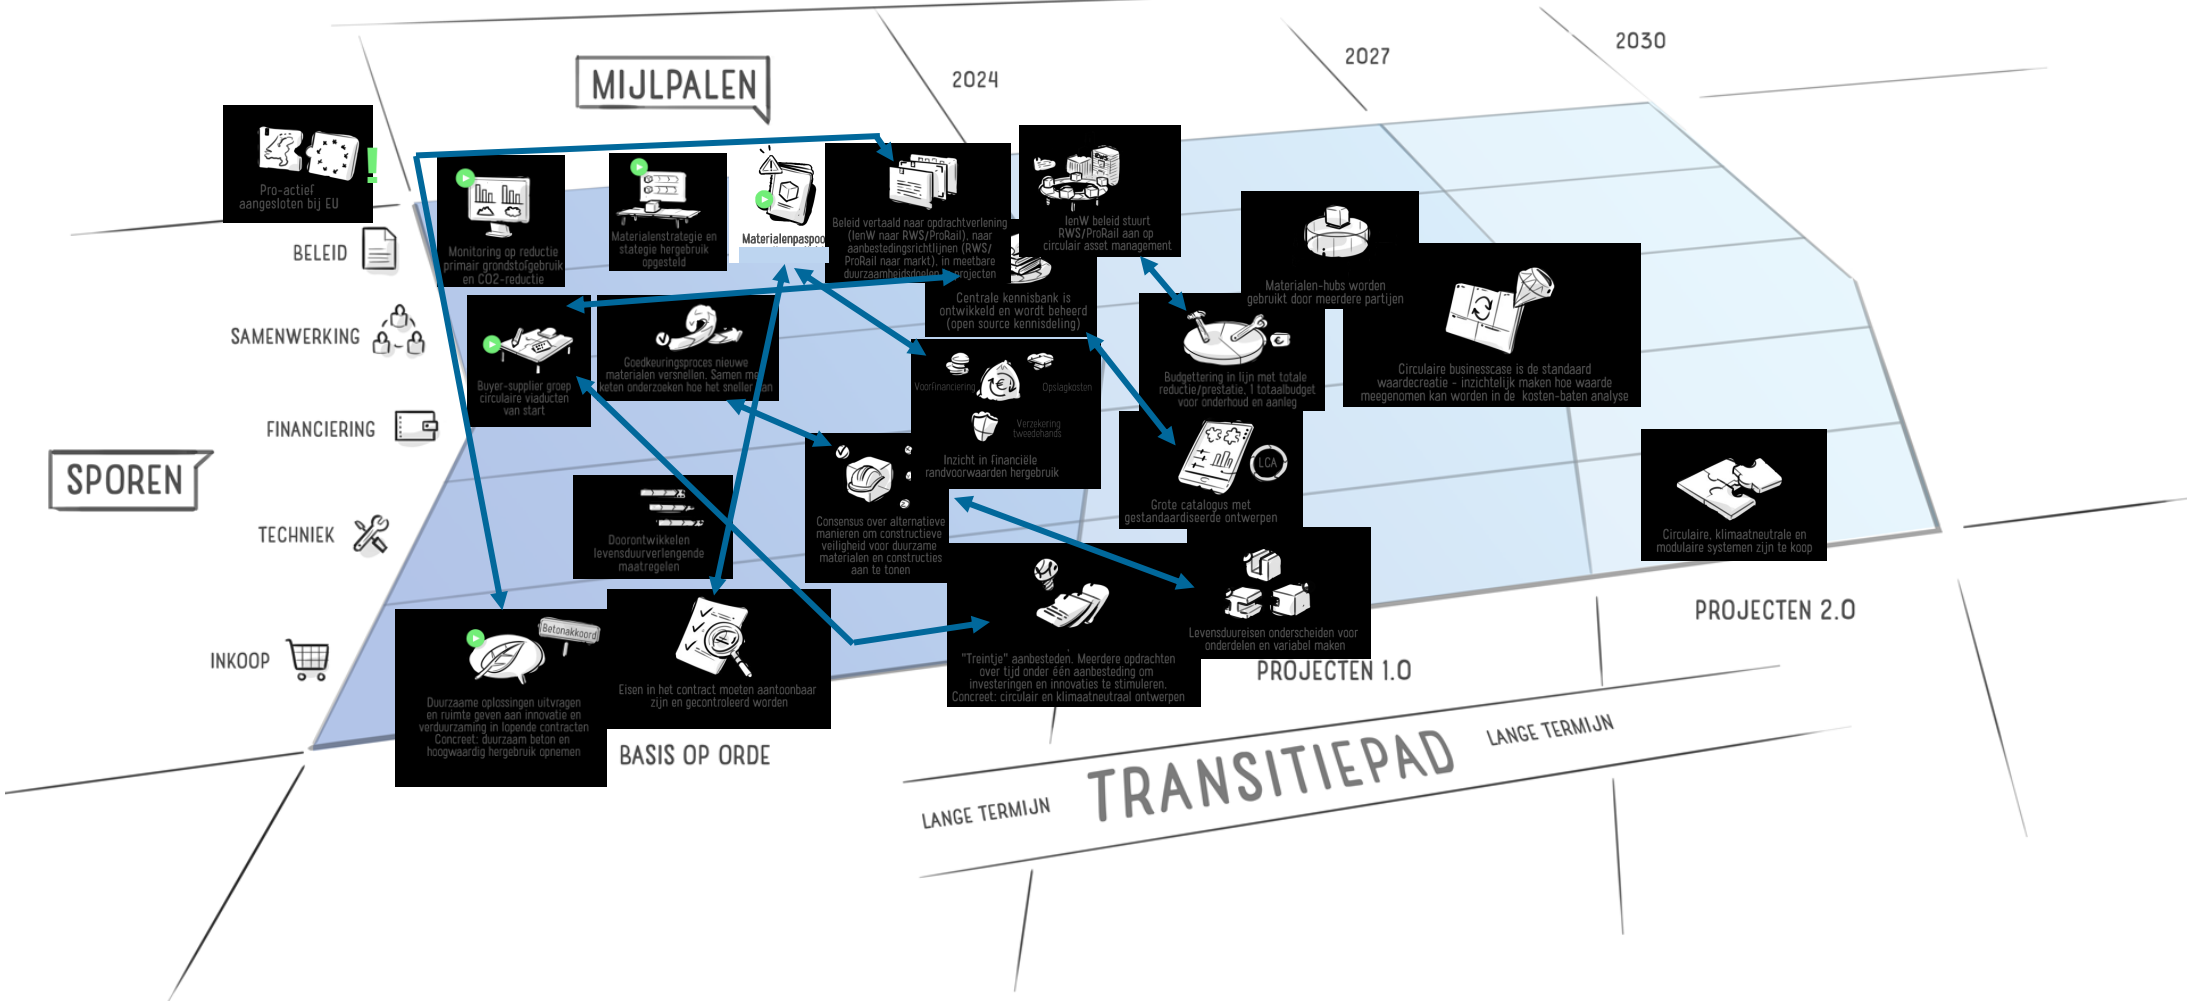 MIJLPALEN
2024
2027
2030
Pro-actief
aangesloten bij EU
BELEID
SAMENWERKING
FINANCIERING
SPOREN
TECHNIEK
INKOOP
Monitoring op reductie
primair grondstofgebruik
en CO2-reductie
Materialenstrategie en
stategie hergebruik
opgesteld
Beleid vertaald naar opdrachtverlening
(IenW naar RWS/ProRail), naar
aanbestedingsrichtlijnen (RWS/
ProRail naar markt), in meetbare
duurzaamheidsdoelen projecten
IenW beleid stuurt
RWS/ProRail aan op
circulair asset management
Materialen-hubs worden
gebruikt door meerdere partijen
Centrale kennisbank is
ontwikkeld en wordt beheerd
(open source kennisdeling)
Buyer-supplier groep
circulaire viaducten
van start
Goedkeuringsproces nieuwe
materialen versnellen. Samen
keten onderzoeken hoe het sneller
Voorfinanciering
Opslagkosten
Verzekering
tweedehands
Inzicht in financiële
randvoorwaarden hergebruik
Budgettering in lijn met totale
reductie/prestatie, 1 totaalbudget
voor onderhoud en aanleg
Circulaire businesscase is de standaard
waardecreatie - inzichtelijk maken hoe waarde
meegenomen kan worden in de kosten-baten analyse
LCA
Grote catalogus met
gestandaardiseerde ontwerpen
Doorontwikkelen
levensduurverlengende
maatregelen
Consensus over alternatieve
manieren om constructieve
veiligheid voor duurzame
materialen en constructies
aan te tonen
Circulaire, klimaatneutrale en
modulaire systemen zijn te koop
Betonakkoord
Duurzame oplossingen uitvragen
en ruimte geven aan innovatie en
verduurzaming in lopende contracten
Concreet: duurzaam beton en
hoogwaardig hergebruik opnemen
Eisen in het contract moeten aantoonbaar
zijn en gecontroleerd worden
"Treintje" aanbesteden. Meerdere opdrachten
over tijd onder één aanbesteding om
investeringen en innovaties te stimuleren.
Concreet: circulair en klimaatneutraal ontwerpen
Levensduureisen onderscheiden voor
onderdelen en variabel maken
BASIS OP ORDE
PROJECTEN 1.0
PROJECTEN 2.0
LANGE TERMIJN
TRANSITIEPAD
LANGE TERMIJN